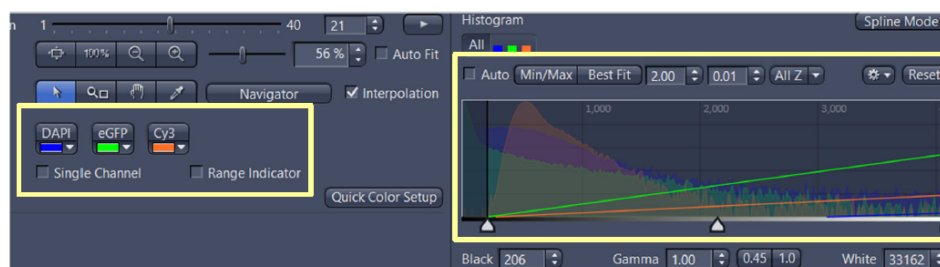 n 1 40 21
100% 56 % Auto Fit
Navigator Interpolation
DAPI eGFP Cy3
Single Channel Range Indicator
Quick Color Setup
Histogram Spline Mode
All
Auto Min/Max Best Fit 2.00 0.01 All Z Reset
1,000 2,000 3,000
Black 206 Gamma 1.00 0.45 1.0 White 33162